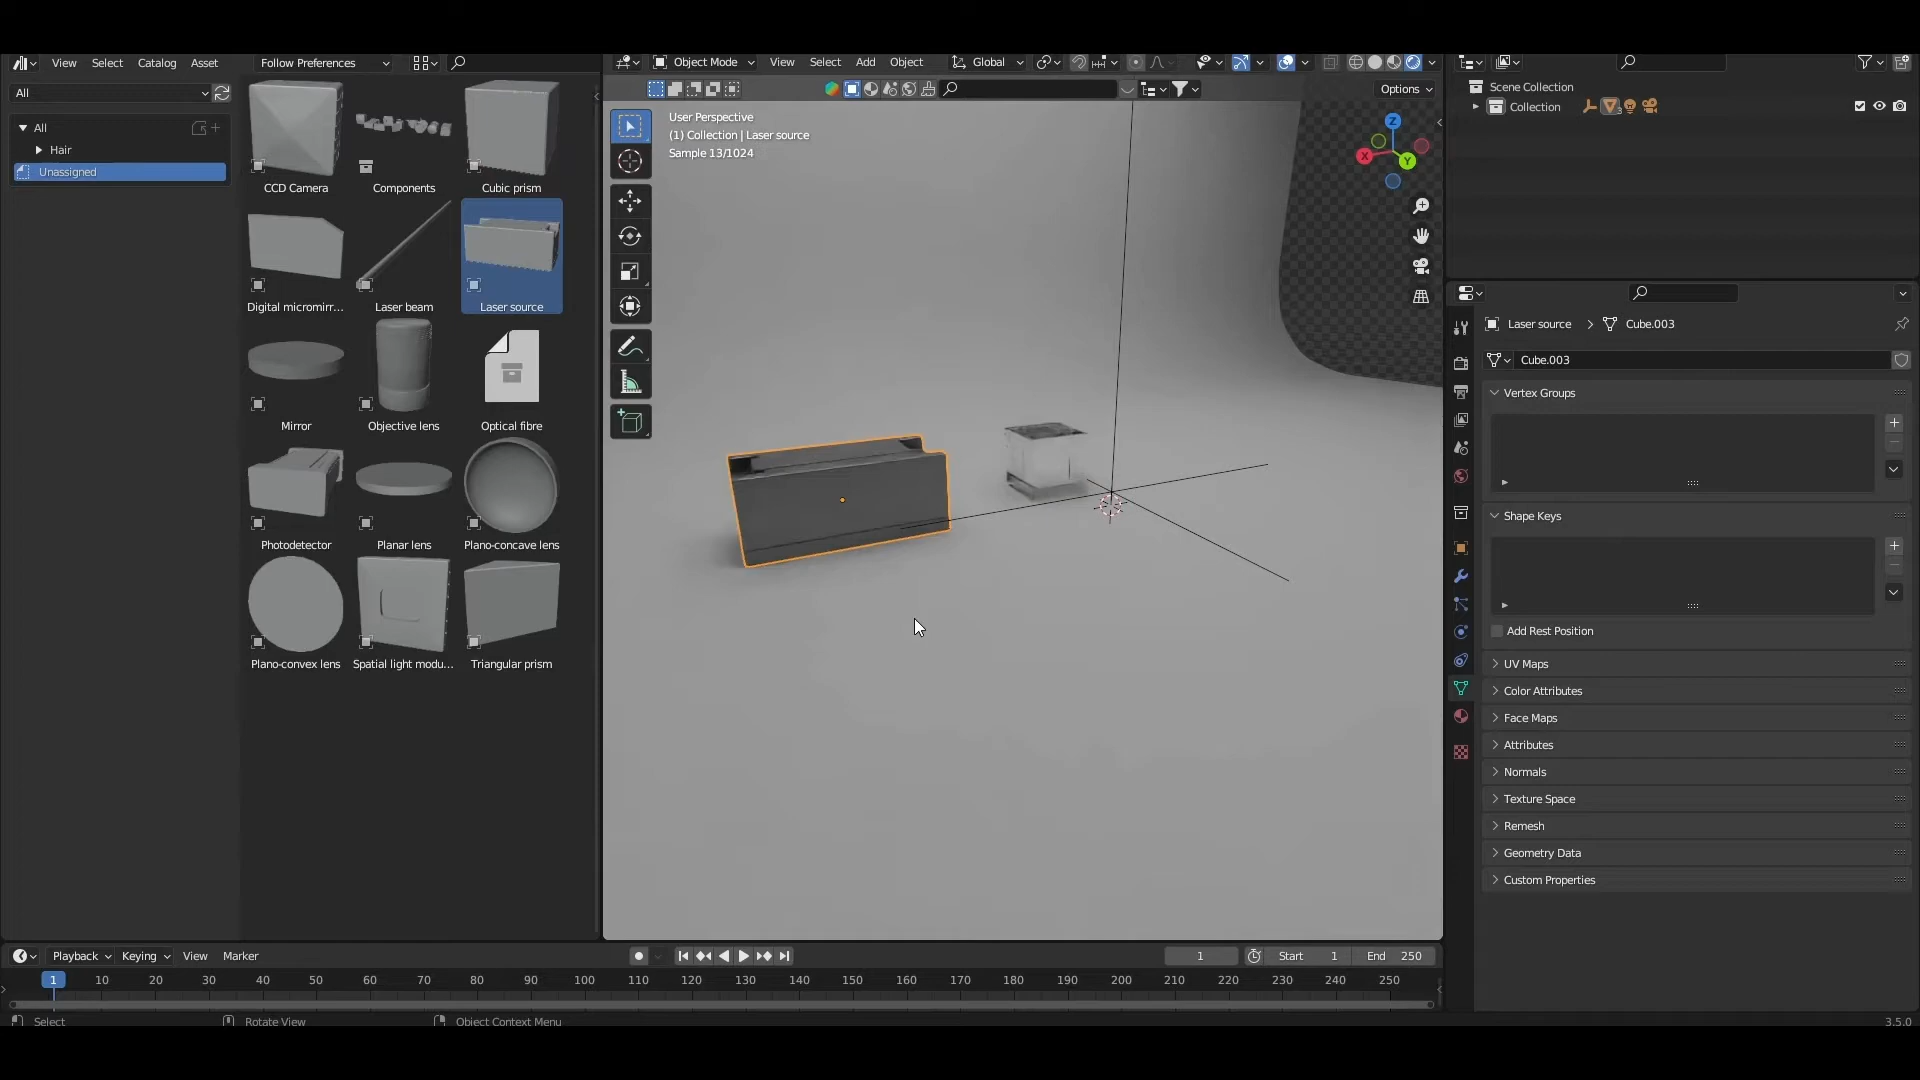 View Select Catalog Asset Follow Preferences
Object Mode View Select Add Object Global
All
Options
All
Hair
Unassigned
CCD Camera Components Cubic prism
Digital micromirr... Laser beam Laser source
Mirror Objective lens Optical fibre
Photodetector Planar lens Plano-concave lens
Plano-convex lens Spatial light modu... Triangular prism
User Perspective
(1) Collection | Laser source
Sample 13/1024
Z
X
Y
Scene Collection
Collection
3
Laser source > Cube.003
Cube.003
Vertex Groups
Shape Keys
Add Rest Position
UV Maps
Color Attributes
Face Maps
Attributes
Normals
Texture Space
Remesh
Geometry Data
Custom Properties
Playback Keying View Marker
1 Start 1 End 250
1 10 20 30 40 50 60 70 80 90 100 110 120 130 140 150 160 170 180 190 200 210 220 230 240 250
Select Rotate View Object Context Menu
3.5.0